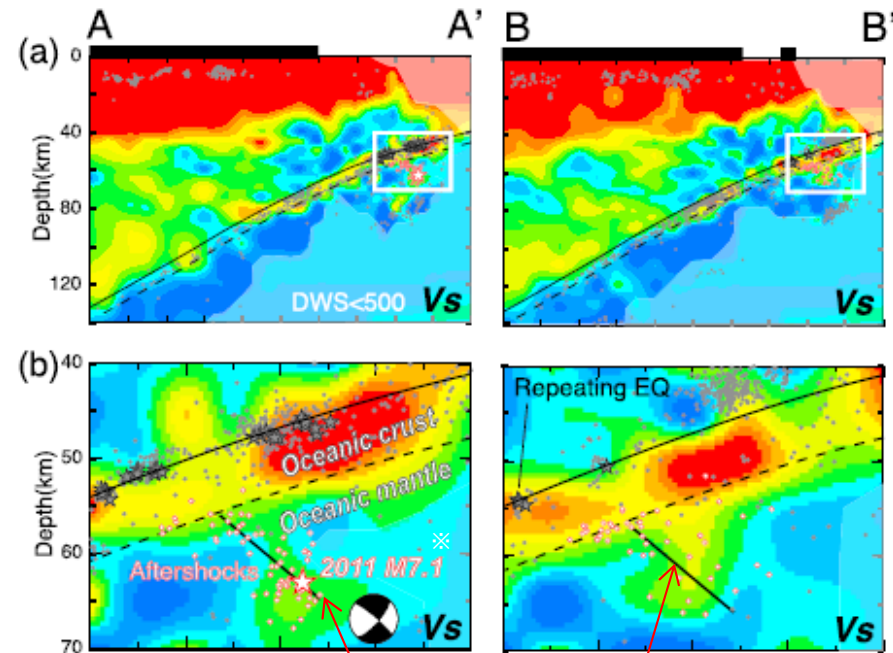 A A' B B'
(a)
0
40
80
120
Depth(km)
DWS<500 Vs Vs
(b)
40
50
60
70
Depth(km)
Oceanic crust
Oceanic mantle
※
Aftershocks 2011 M7.1
Vs
Repeating EQ
Vs